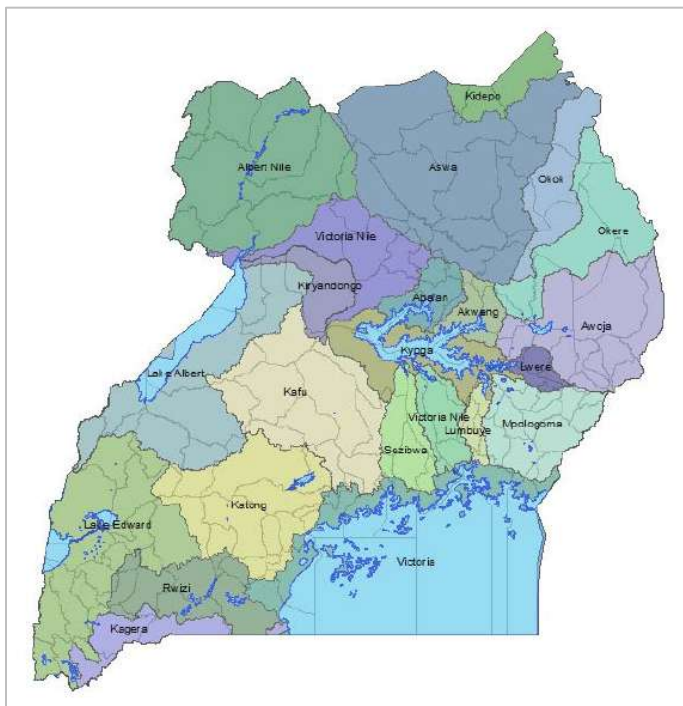 Kidepo
Albert Nile
Aswa
Okok
Okere
Victoria Nile
Kiryandongo
Abalan
Akweng
Awoja
Kyoga
Lwere
Lake Albert
Kafu
Victoria Nile
Lumbuye
Mpologoma
Sezibwa
Katong
Lake Edward
Victoria
Rwizi
Kagera